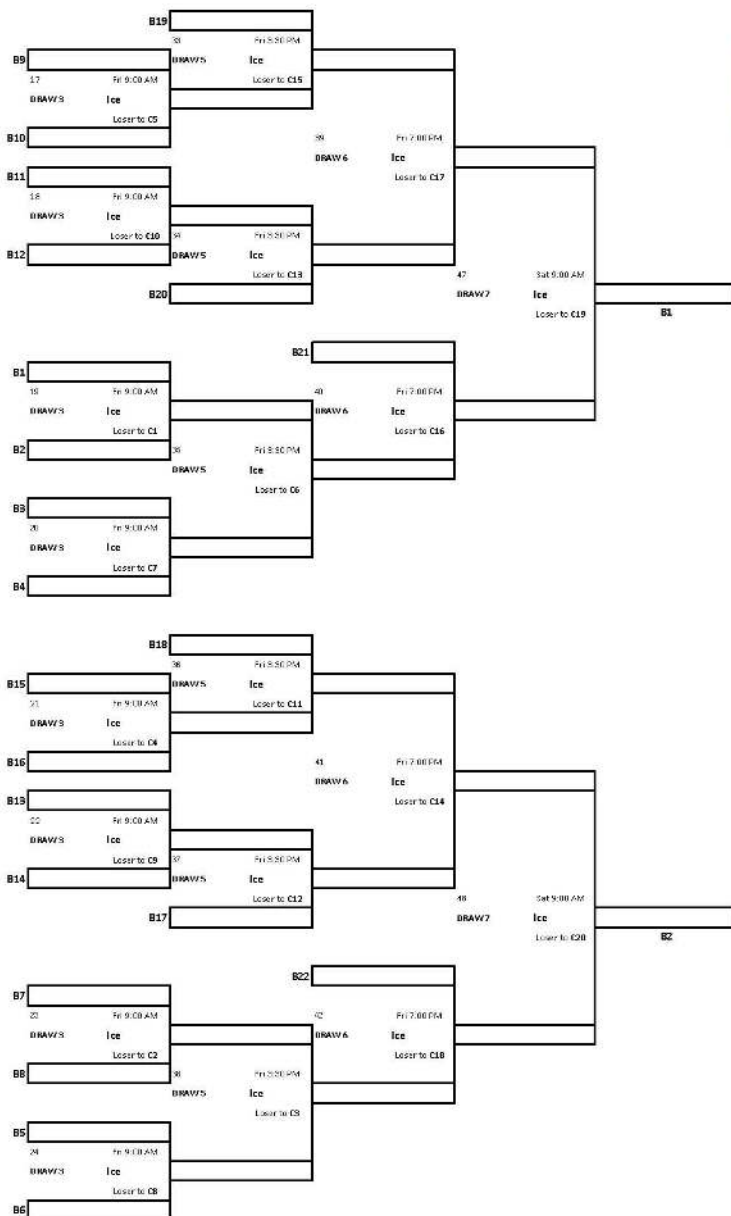 B19
33 Fri 3:30 PM
DRAW 5 Ice
Loser to C15
B9
17 Fri 9:00 AM
DRAW 3 Ice
Loser to C5
B10
39 Fri 7:00 PM
DRAW 6 Ice
Loser to C17
B11
18 Fri 9:00 AM
DRAW 3 Ice
Loser to C10
B12
34 Fri 3:30 PM
DRAW 5 Ice
Loser to C13
B20
47 Sat 9:00 AM
DRAW 7 Ice
Loser to C19
B1
B21
B1
19 Fri 9:00 AM
DRAW 3 Ice
Loser to C1
B2
40 Fri 7:00 PM
DRAW 6 Ice
Loser to C16
Fri 3:30 PM
DRAW 5 Ice
Loser to C6
B3
20 Fri 9:00 AM
DRAW 3 Ice
Loser to C7
B4
B18
36 Fri 3:30 PM
DRAW 5 Ice
Loser to C11
B15
21 Fri 9:00 AM
DRAW 3 Ice
Loser to C4
B16
41 Fri 7:00 PM
DRAW 6 Ice
Loser to C14
B13
22 Fri 9:00 AM
DRAW 3 Ice
Loser to C9
B14
37 Fri 3:30 PM
DRAW 5 Ice
Loser to C12
B17
48 Sat 9:00 AM
DRAW 7 Ice
Loser to C20
B2
B22
B7
23 Fri 9:00 AM
DRAW 3 Ice
Loser to C2
B8
42 Fri 7:00 PM
DRAW 6 Ice
Loser to C18
38 Fri 3:30 PM
DRAW 5 Ice
Loser to C3
B5
24 Fri 9:00 AM
DRAW 3 Ice
Loser to C8
B6